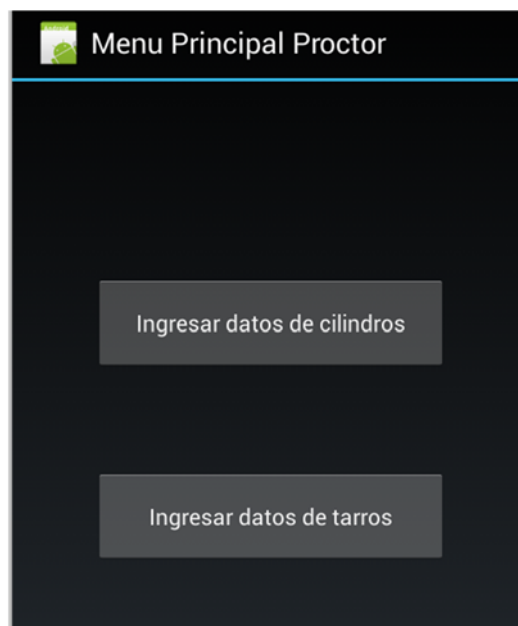 Menu Principal Proctor
Ingresar datos de cilindros
Ingresar datos de tarros